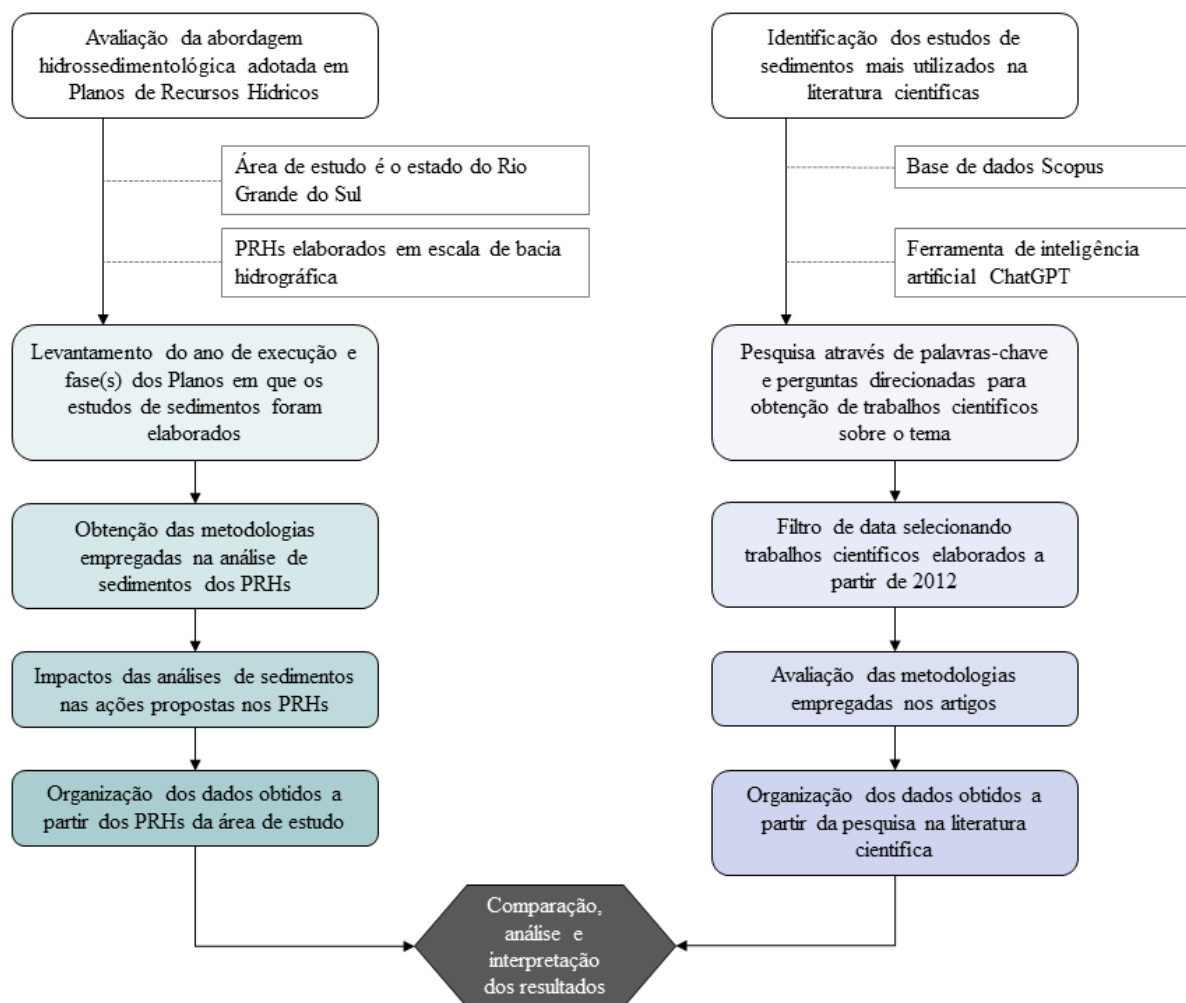 Avaliação da abordagem
hidrossedimentológica adotada em
Planos de Recursos Hídricos
Área de estudo é o estado do Rio
Grande do Sul
PRHs elaborados em escala de bacia
hidrográfica
Levantamento do ano de execução e
fase(s) dos Planos em que os
estudos de sedimentos foram
elaborados
Obtenção das metodologias
empregadas na análise de
sedimentos dos PRHs
Impactos das análises de sedimentos
nas ações propostas nos PRHs
Organização dos dados obtidos a
partir dos PRHs da área de estudo
Identificação dos estudos de
sedimentos mais utilizados na
literatura científicas
Base de dados Scopus
Ferramenta de inteligência
artificial ChatGPT
Pesquisa através de palavras-chave
e perguntas direcionadas para
obtenção de trabalhos científicos
sobre o tema
Filtro de data selecionando
trabalhos científicos elaborados a
partir de 2012
Avaliação das metodologias
empregadas nos artigos
Organização dos dados obtidos a
partir da pesquisa na literatura
científica
Comparação,
análise e
interpretação
dos resultados